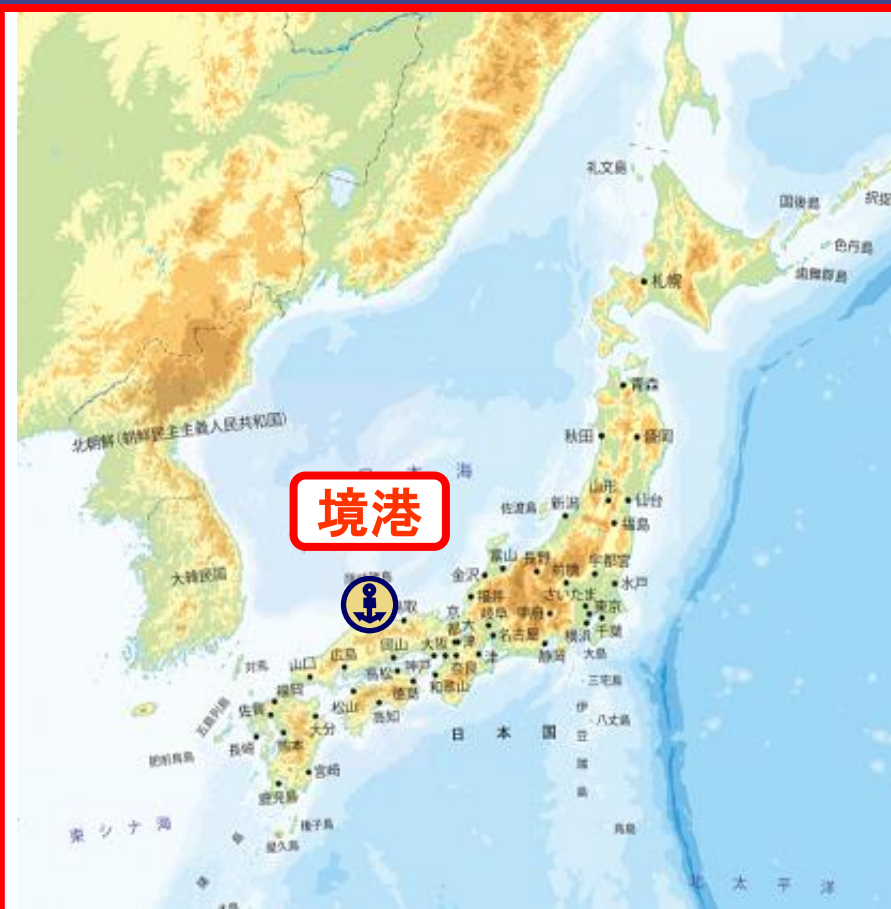 礼文島
国後島
色丹島
歯舞群島
札幌
青森
北朝鮮(朝鮮民主主義人民共和国)
秋田
盛岡
海
境港
山形
仙台
佐渡島
新潟
福島
大韓民国
富山
長野
宇都宮
金沢
前橋
水戸
福井
さいたま
東京
岐阜
甲府
千葉
横浜
名古屋
京都
大津
大阪
津
静岡
大島
対馬
山口
広島
岡山
高松
神戸
奈良
三宅島
福岡
徳島
和歌山
松山
高知
伊豆諸島
八丈島
佐賀
五島列島
大分
日本国
長崎
熊本
肥前鳥島
宮崎
鹿児島
東シナ海
種子島
屋久島
鳥島
北太平洋